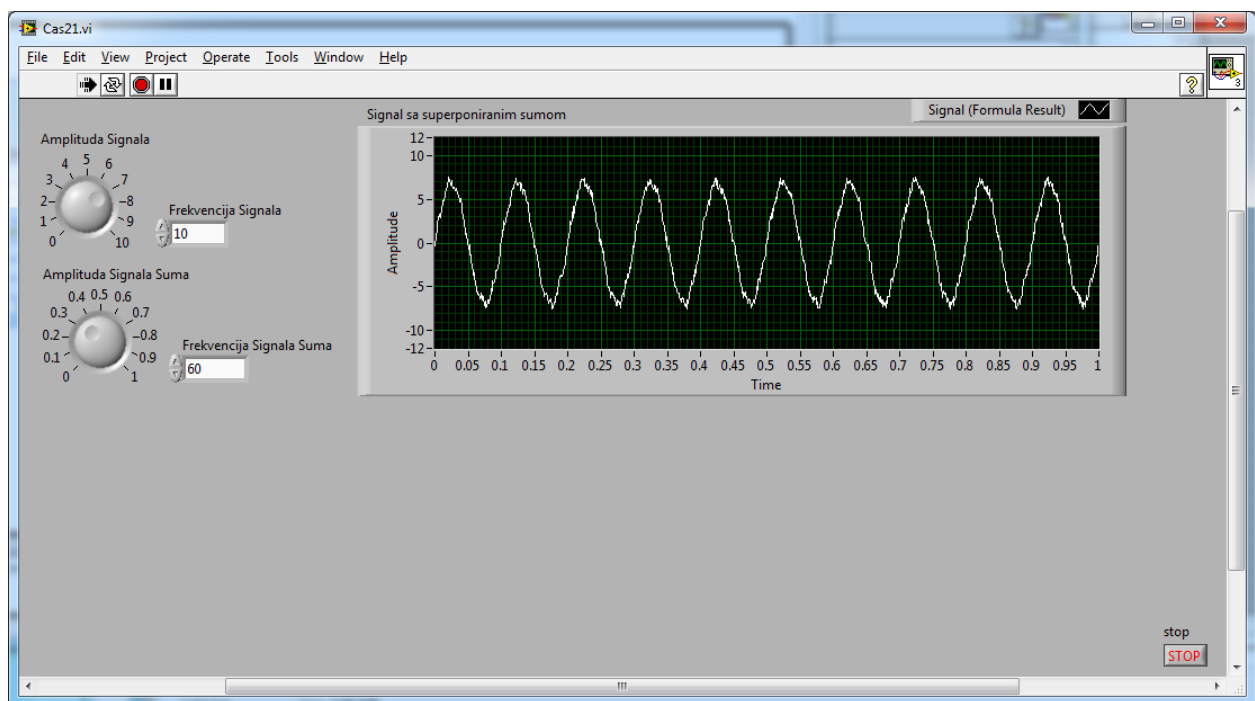 Cas21.vi
File Edit View Project Operate Tools Window Help
?
3
Signal sa superponiranim sumom
Signal (Formula Result)
Amplituda Signala
0 1 2 3 4 5 6 7 8 9 10
Frekvencija Signala
10
Amplituda Signala Suma
0 0.1 0.2 0.3 0.4 0.5 0.6 0.7 0.8 0.9 1
Frekvencija Signala Suma
60
Amplitude
12
10
5
0
-5
-10
-12
0 0.05 0.1 0.15 0.2 0.25 0.3 0.35 0.4 0.45 0.5 0.55 0.6 0.65 0.7 0.75 0.8 0.85 0.9 0.95 1
Time
stop
STOP